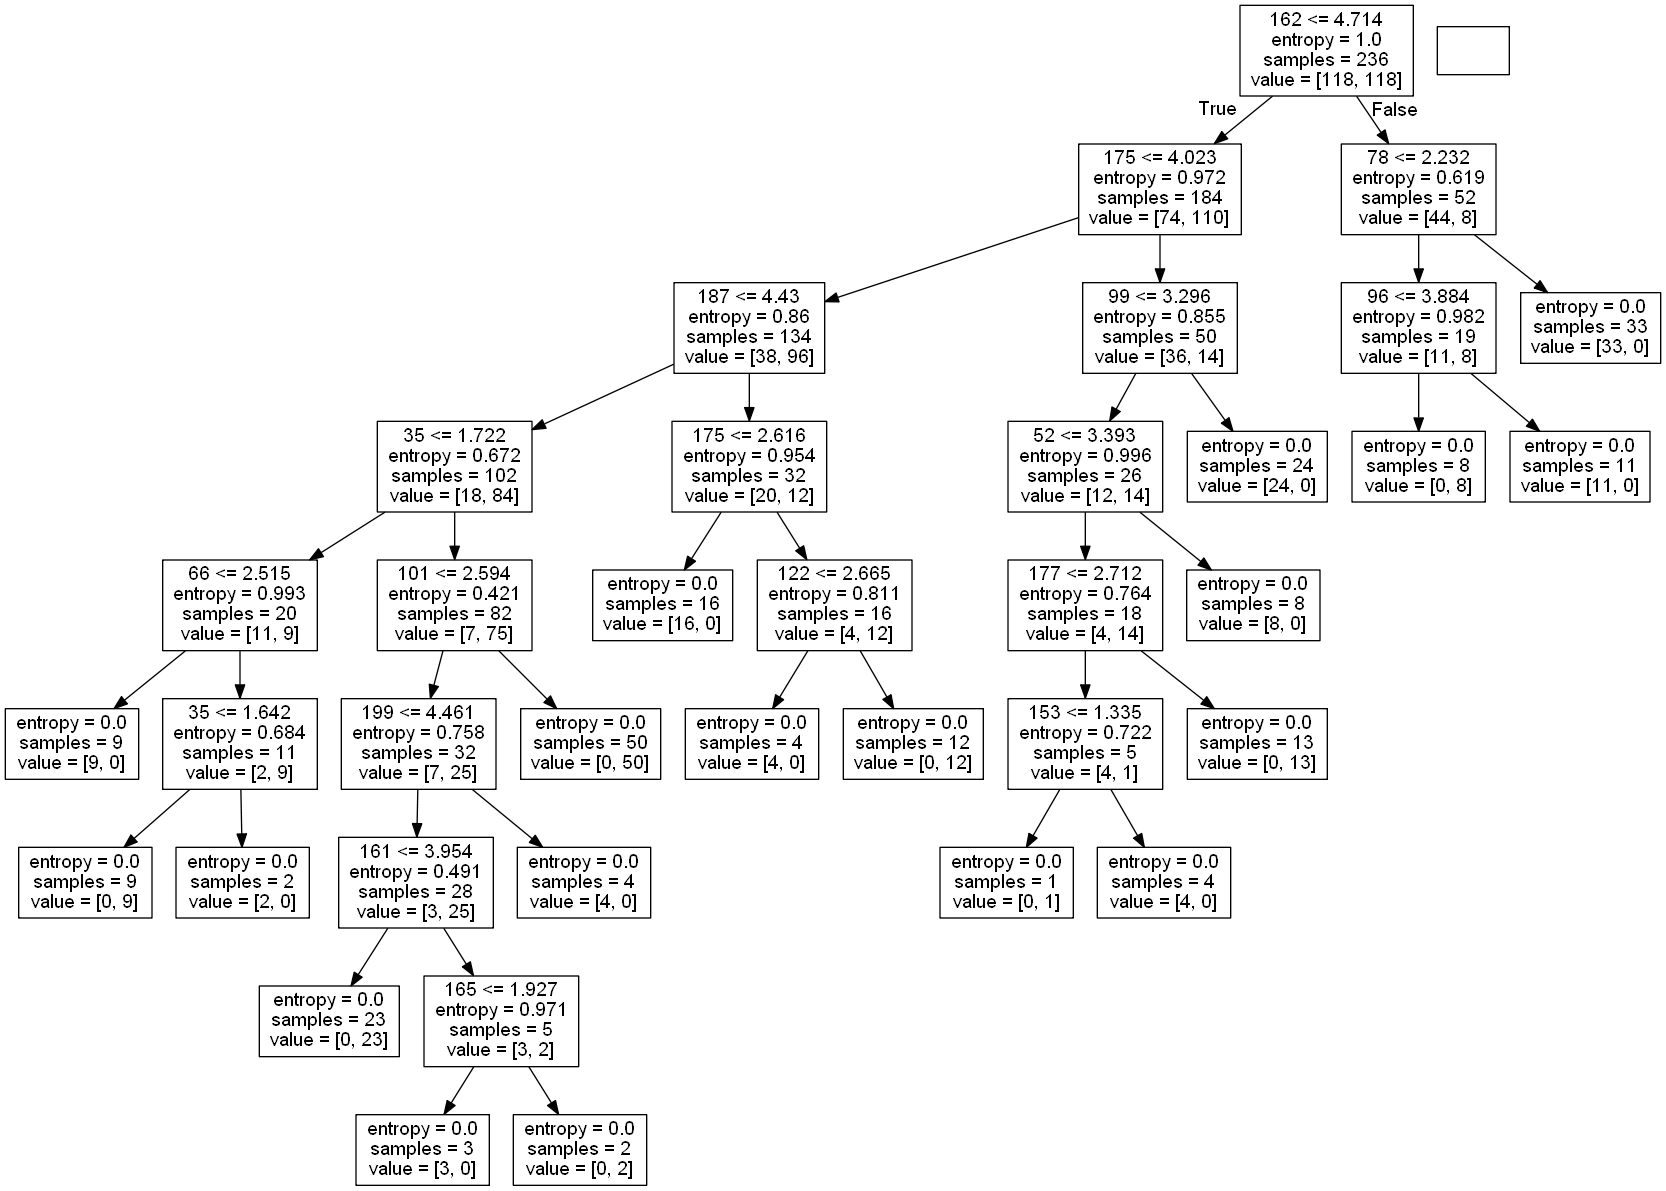 162 <= 4.714
entropy = 1.0
samples = 236
value = [118, 118]
True
False
175 <= 4.023
entropy = 0.972
samples = 184
value = [74, 110]
78 <= 2.232
entropy = 0.619
samples = 52
value = [44, 8]
187 <= 4.43
entropy = 0.86
samples = 134
value = [38, 96]
99 <= 3.296
entropy = 0.855
samples = 50
value = [36, 14]
96 <= 3.884
entropy = 0.982
samples = 19
value = [11, 8]
entropy = 0.0
samples = 33
value = [33, 0]
35 <= 1.722
entropy = 0.672
samples = 102
value = [18, 84]
175 <= 2.616
entropy = 0.954
samples = 32
value = [20, 12]
52 <= 3.393
entropy = 0.996
samples = 26
value = [12, 14]
entropy = 0.0
samples = 24
value = [24, 0]
entropy = 0.0
samples = 8
value = [0, 8]
entropy = 0.0
samples = 11
value = [11, 0]
66 <= 2.515
entropy = 0.993
samples = 20
value = [11, 9]
101 <= 2.594
entropy = 0.421
samples = 82
value = [7, 75]
entropy = 0.0
samples = 16
value = [16, 0]
122 <= 2.665
entropy = 0.811
samples = 16
value = [4, 12]
177 <= 2.712
entropy = 0.764
samples = 18
value = [4, 14]
entropy = 0.0
samples = 8
value = [8, 0]
entropy = 0.0
samples = 9
value = [9, 0]
35 <= 1.642
entropy = 0.684
samples = 11
value = [2, 9]
199 <= 4.461
entropy = 0.758
samples = 32
value = [7, 25]
entropy = 0.0
samples = 50
value = [0, 50]
entropy = 0.0
samples = 4
value = [4, 0]
entropy = 0.0
samples = 12
value = [0, 12]
153 <= 1.335
entropy = 0.722
samples = 5
value = [4, 1]
entropy = 0.0
samples = 13
value = [0, 13]
entropy = 0.0
samples = 9
value = [0, 9]
entropy = 0.0
samples = 2
value = [2, 0]
161 <= 3.954
entropy = 0.491
samples = 28
value = [3, 25]
entropy = 0.0
samples = 4
value = [4, 0]
entropy = 0.0
samples = 1
value = [0, 1]
entropy = 0.0
samples = 4
value = [4, 0]
entropy = 0.0
samples = 23
value = [0, 23]
165 <= 1.927
entropy = 0.971
samples = 5
value = [3, 2]
entropy = 0.0
samples = 3
value = [3, 0]
entropy = 0.0
samples = 2
value = [0, 2]